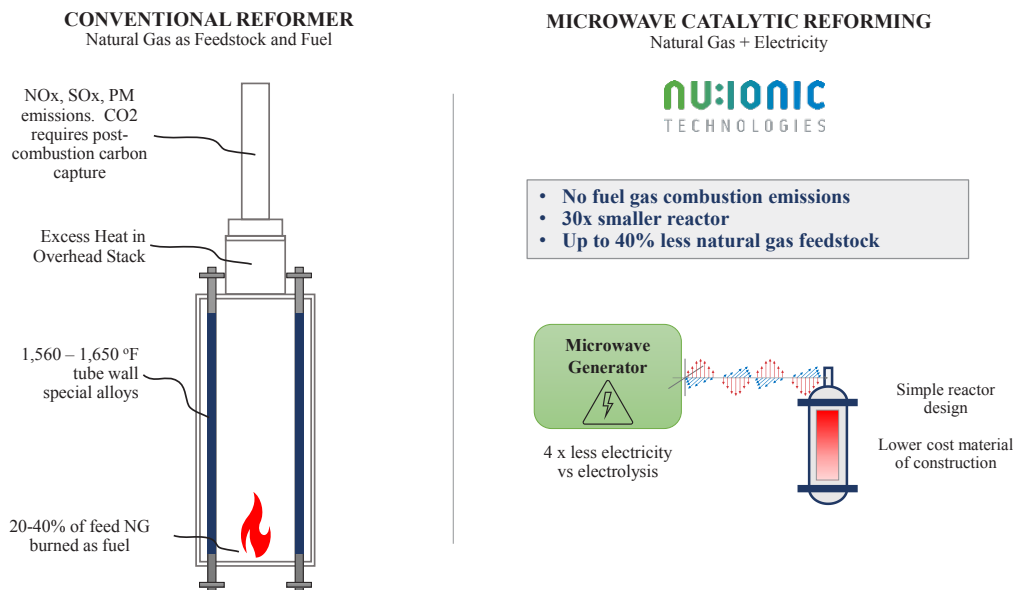 CONVENTIONAL REFORMER
Natural Gas as Feedstock and Fuel
NOx, SOx, PM
emissions.  CO2
requires post-
combustion carbon
capture
Excess Heat in
Overhead Stack
1,560 – 1,650 ºF
tube wall
special alloys
20-40% of feed NG
burned as fuel
MICROWAVE CATALYTIC REFORMING
Natural Gas + Electricity
nu:ionic
TECHNOLOGIES
• No fuel gas combustion emissions
• 30x smaller reactor
• Up to 40% less natural gas feedstock
Microwave
Generator
4 x less electricity
vs electrolysis
Simple reactor
design
Lower cost material
of construction